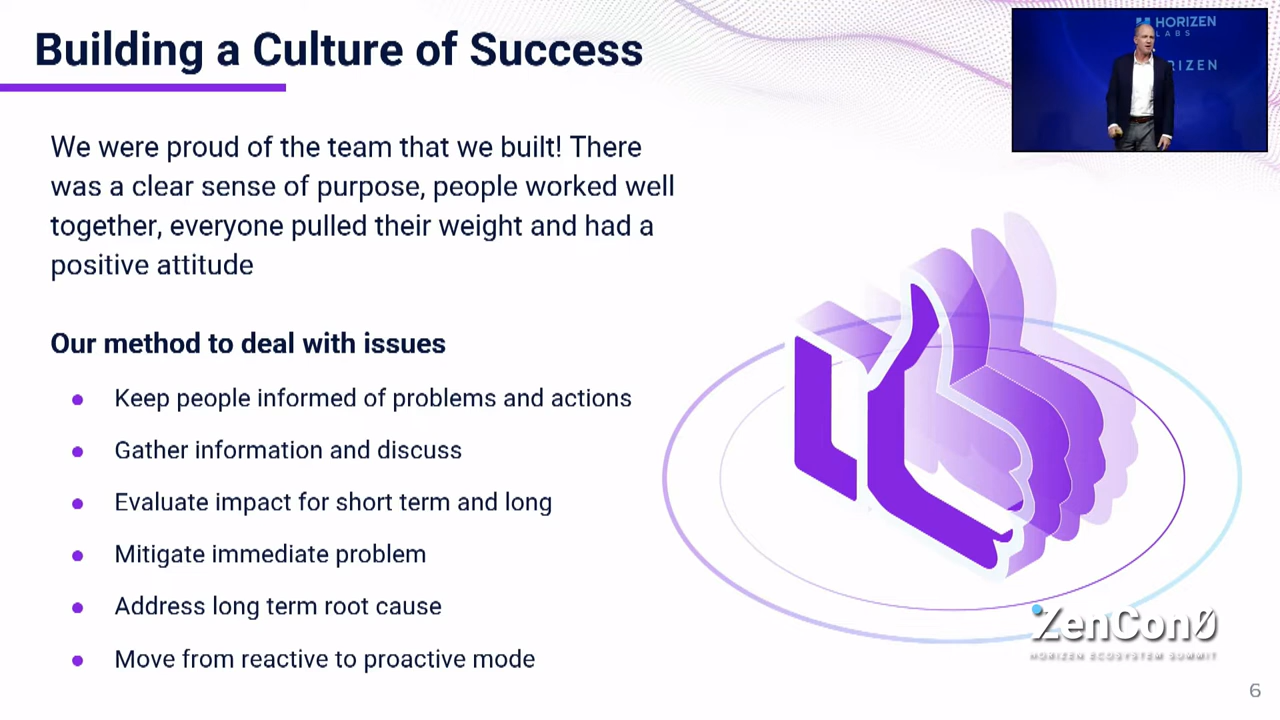 Building a Culture of Success
HORIZEN
LABS
RIZEN
We were proud of the team that we built! There
was a clear sense of purpose, people worked well
together, everyone pulled their weight and had a
positive attitude
Our method to deal with issues
● Keep people informed of problems and actions
● Gather information and discuss
● Evaluate impact for short term and long
● Mitigate immediate problem
● Address long term root cause
● Move from reactive to proactive mode
ZenCon0
HORIZEN ECOSYSTEM SUMMIT
6